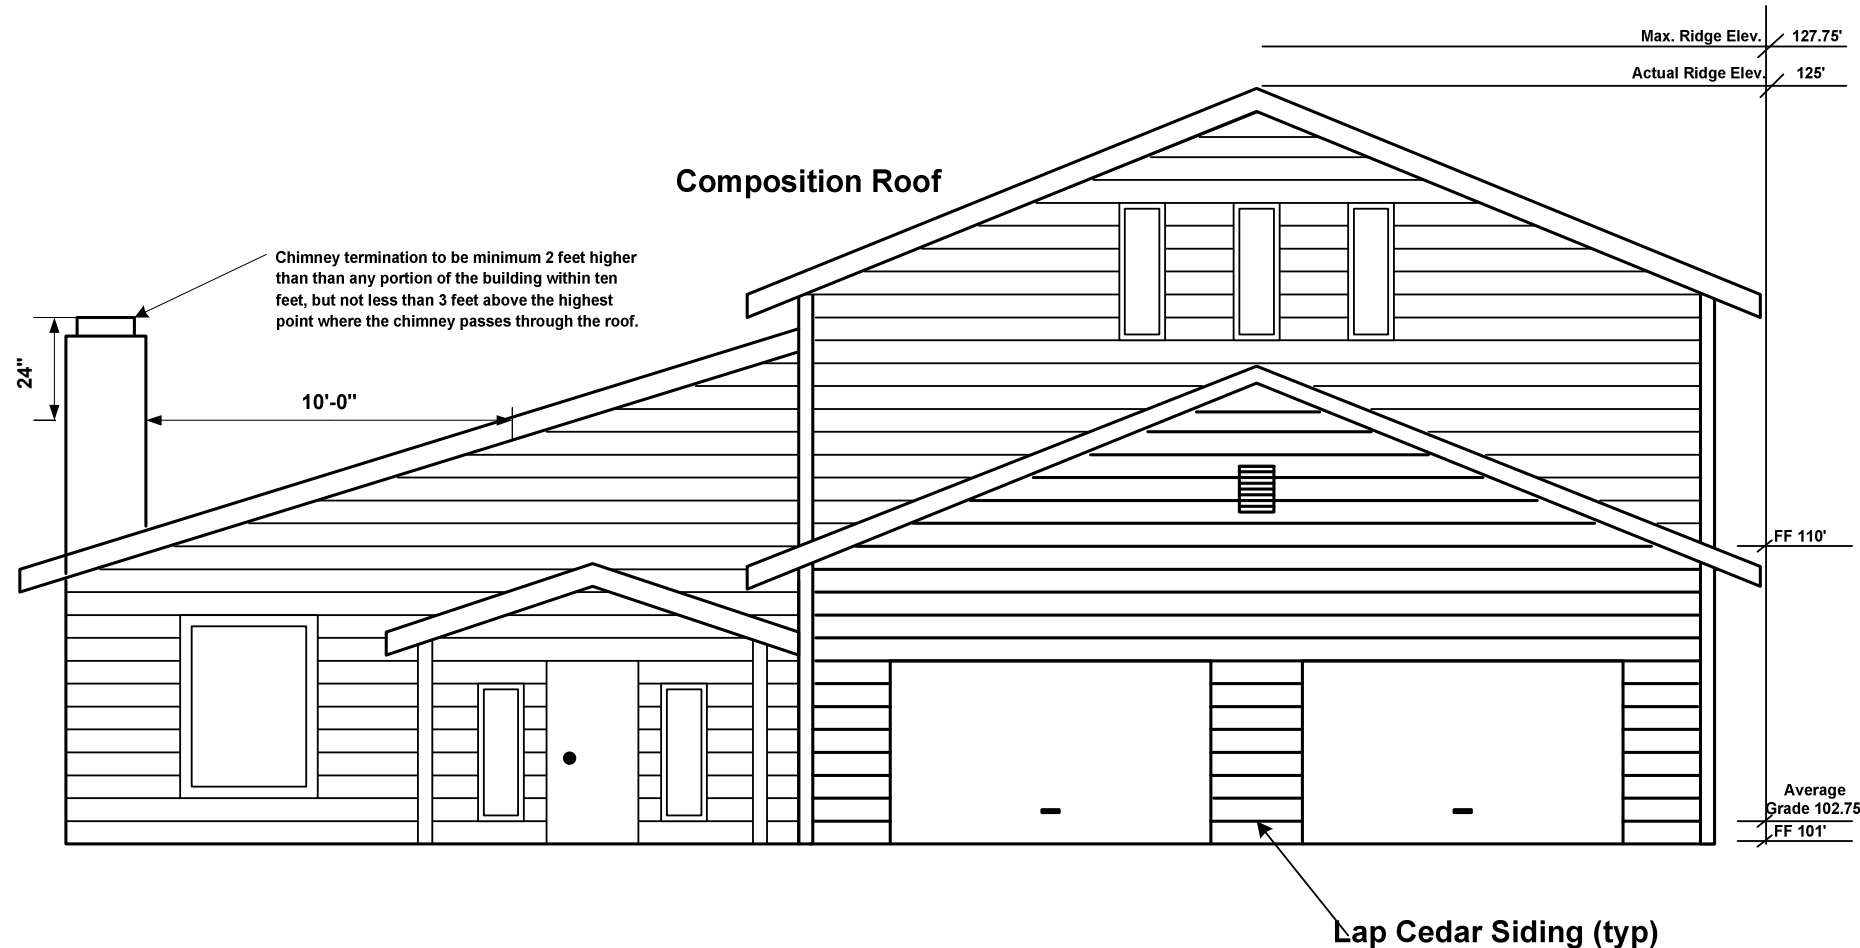 Max. Ridge Elev. 127.75'
Actual Ridge Elev. 125'
Composition Roof
Chimney termination to be minimum 2 feet higher
than than any portion of the building within ten
feet, but not less than 3 feet above the highest
point where the chimney passes through the roof.
24"
10'-0"
FF 110'
Average
Grade 102.75
FF 101'
Lap Cedar Siding (typ)